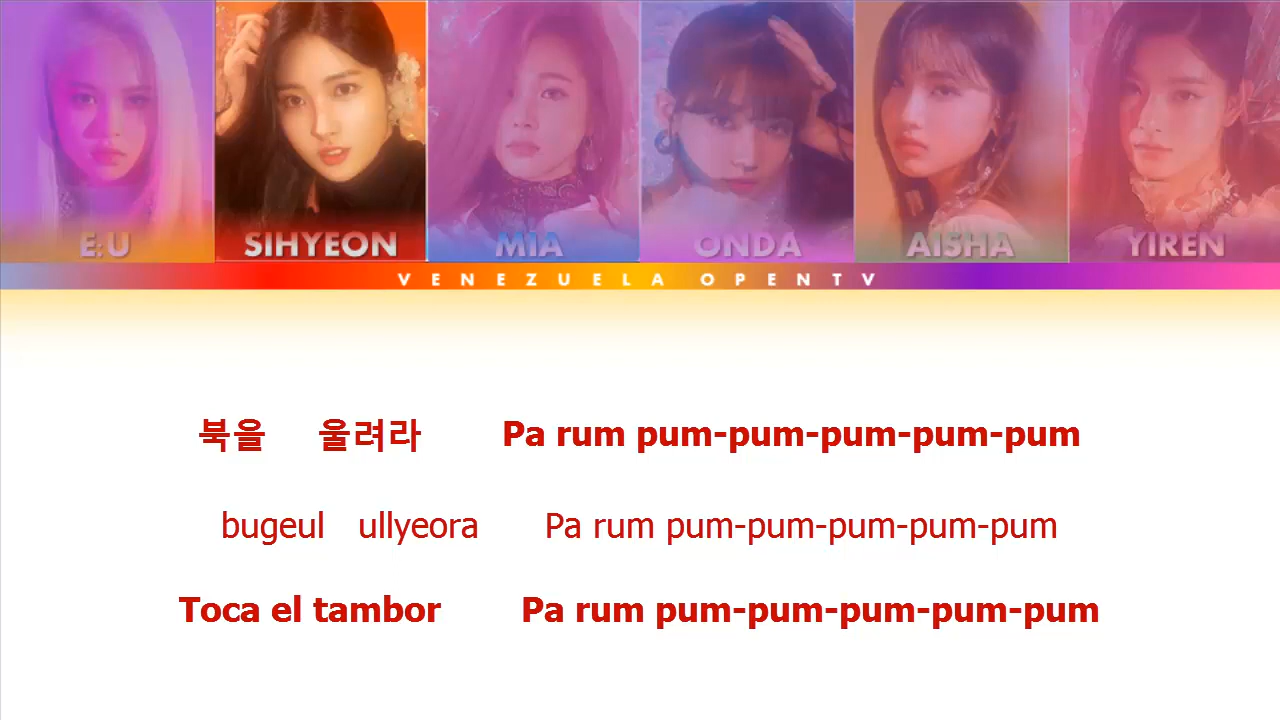 E:U SIHYEON MIA ONDA AISHA YIREN
VENEZUELA OPENTV
북을 울려라 Pa rum pum-pum-pum-pum-pum
bugeul ullyeora Pa rum pum-pum-pum-pum-pum
Toca el tambor Pa rum pum-pum-pum-pum-pum